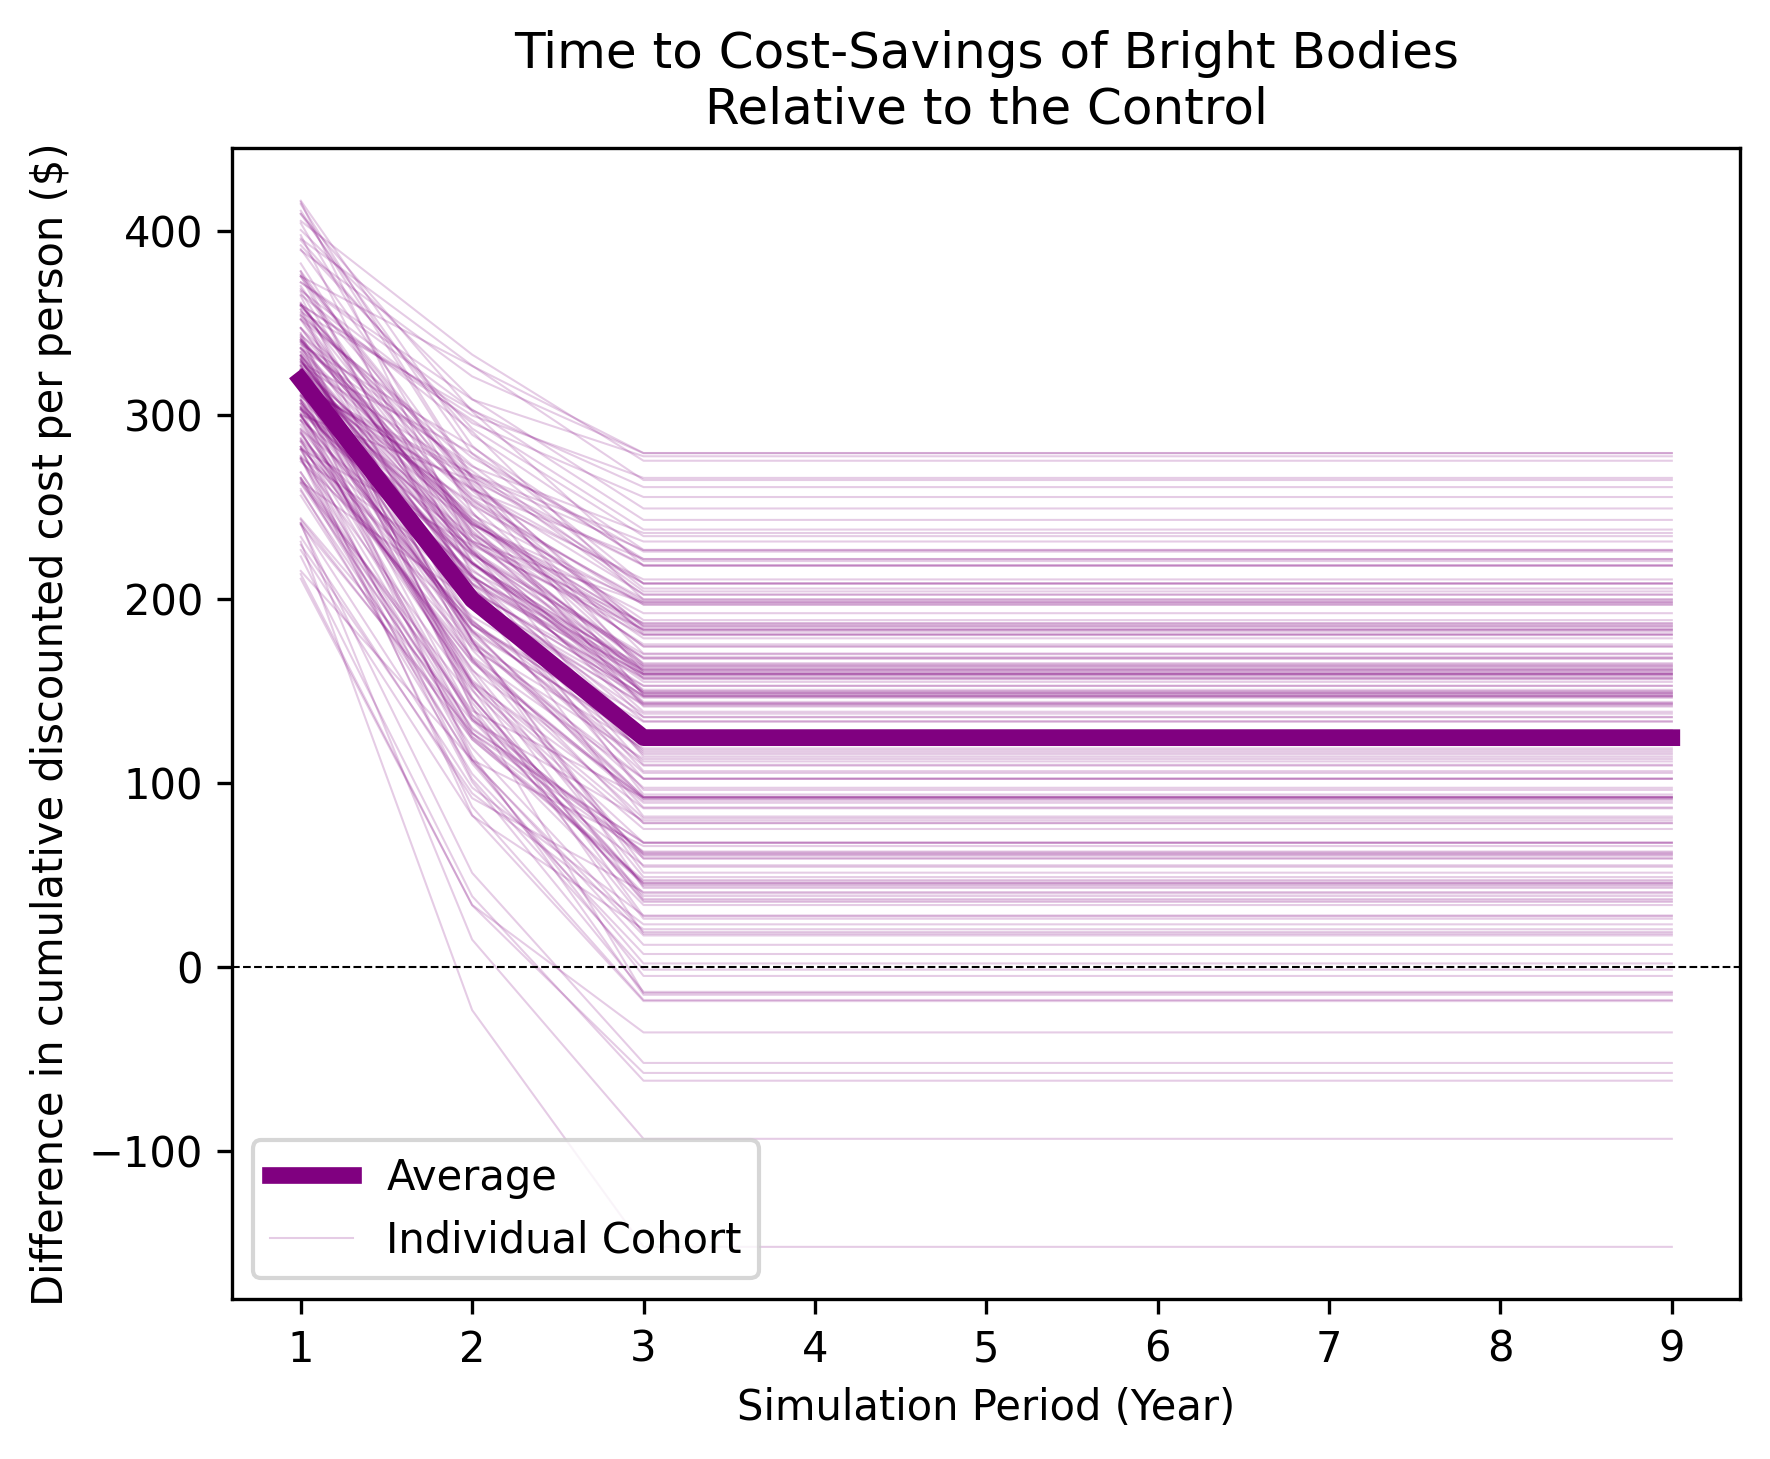 Time to Cost-Savings of Bright Bodies
Relative to the Control
Difference in cumulative discounted cost per person ($)
400
300
200
100
0
−100
Average
Individual Cohort
1 2 3 4 5 6 7 8 9
Simulation Period (Year)